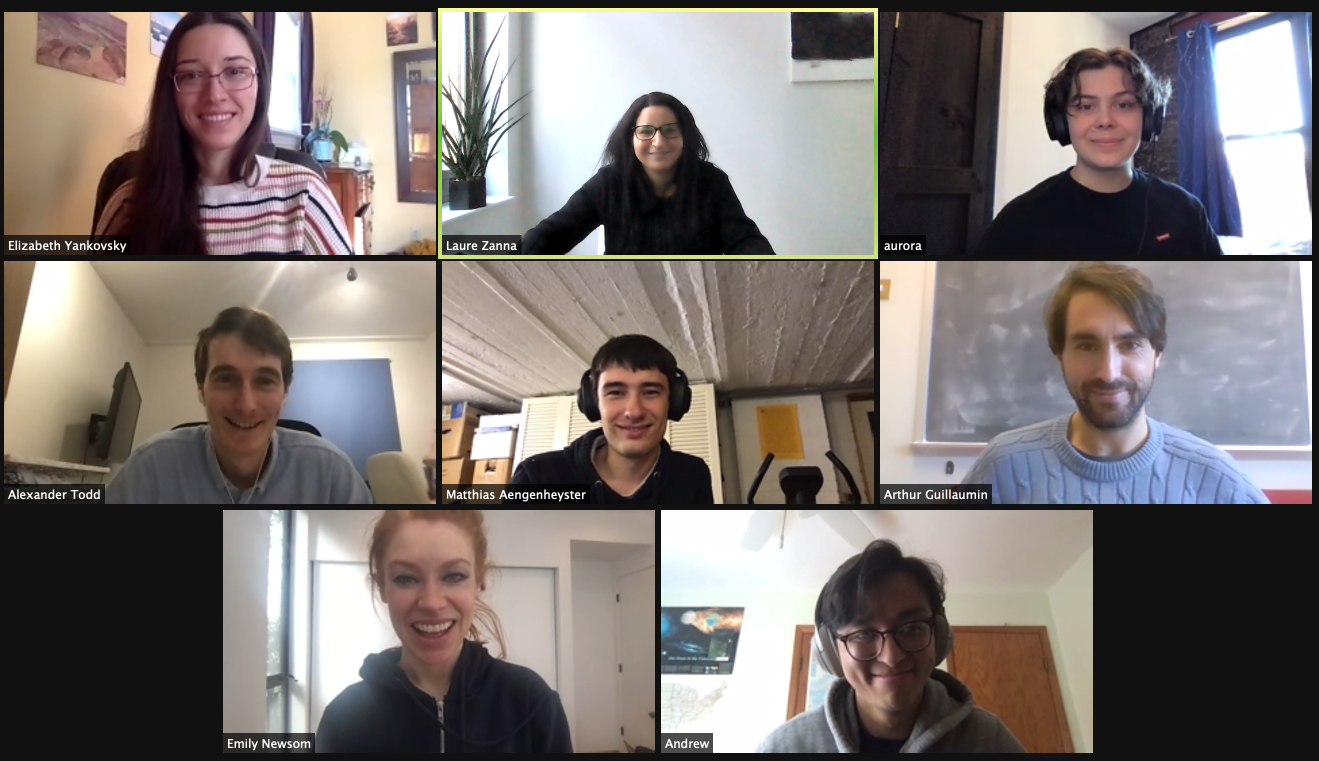 Elizabeth Yankovsky
Laure Zanna
aurora
Alexander Todd
Matthias Aengenheyster
Arthur Guillaumin
Emily Newsom
Andrew